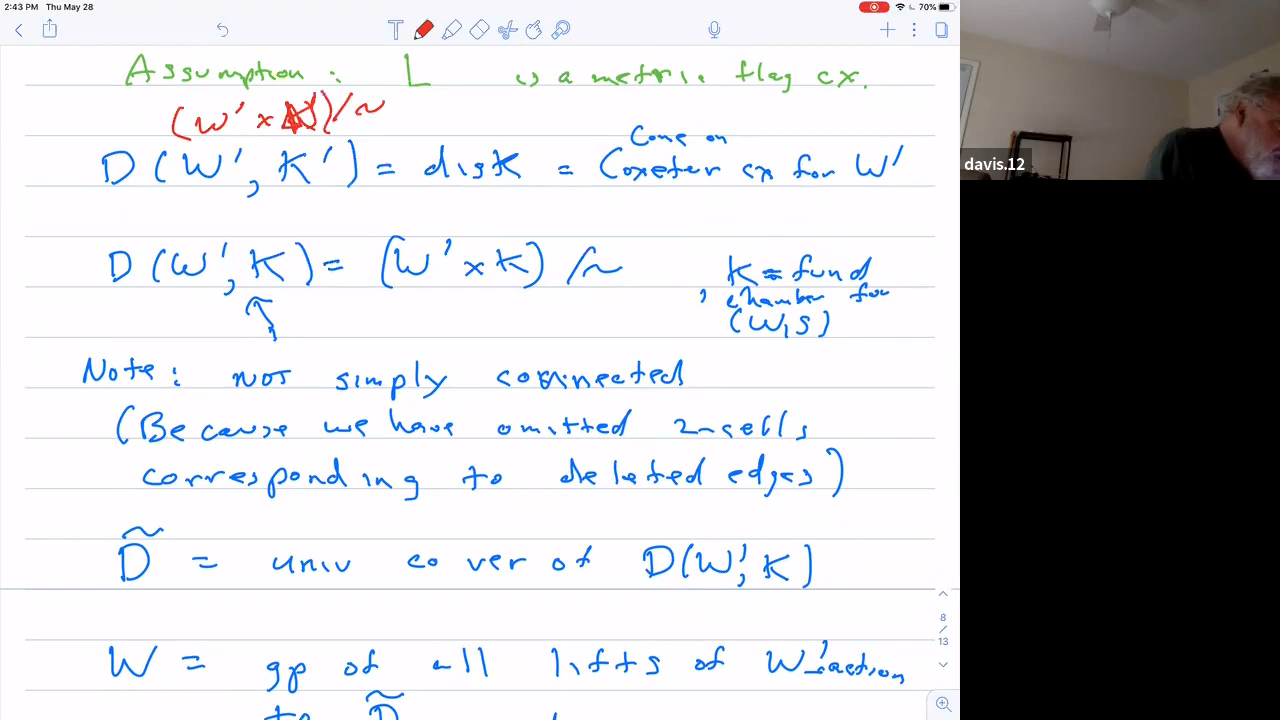 2:43 PM Thu May 28
70%
Assumption : L is a metric flag cx.
(W' × K')/~
Cone on
D(W', K') = disk = Coxeter cx for W'
D(W', K) = (W' × K)/~
K = fund
chamber for
(W, S)
Note: not simply connected
(Because we have omitted 2-cells
corresponding to deleted edges)
D̃ = univ cover of D(W', K)
8
/
13
W = gp of all lifts of W' action
to D̃
davis.12